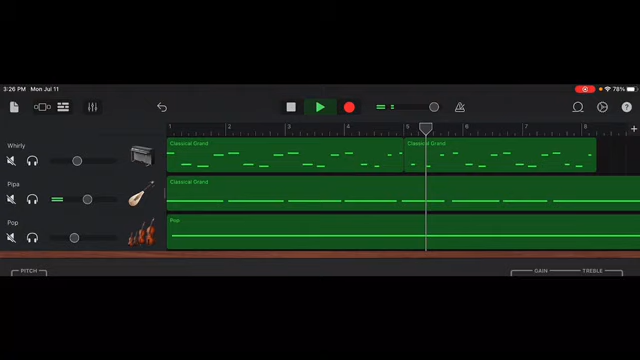 3:26 PM Mon Jul 11 78%
1 2 3 4 5 6 7 8
Whirly
Classical Grand Classical Grand
Pipa
Classical Grand
Pop
Pop
PITCH GAIN TREBLE